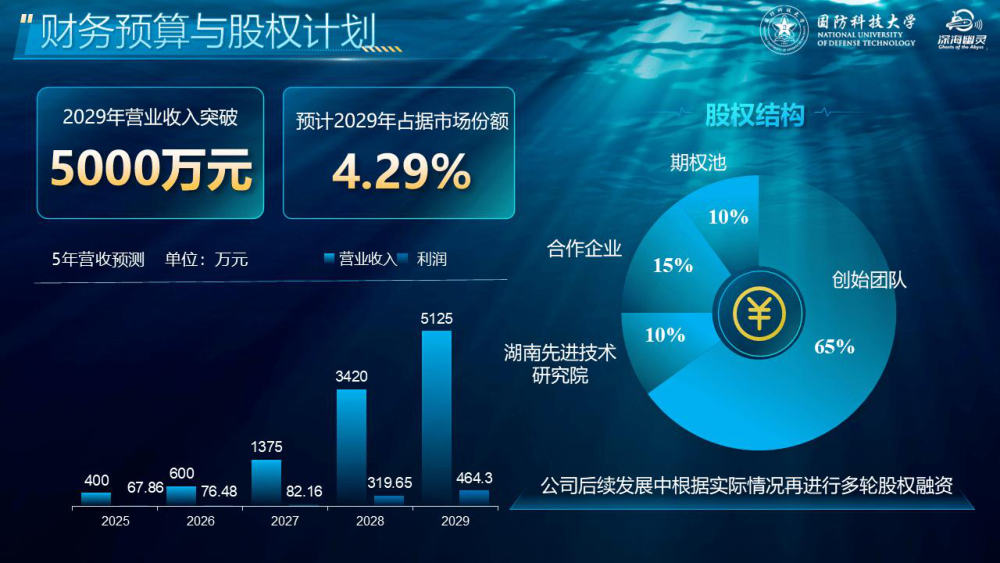 财务预算与股权计划
国防科技大学
NATIONAL UNIVERSITY
OF DEFENSE TECHNOLOGY
深海幽灵
Ghosts of the Abyss
2029年营业收入突破
5000万元
预计2029年占据市场份额
4.29%
5年营收预测 单位：万元
营业收入 利润
400
67.86
600
76.48
1375
82.16
3420
319.65
5125
464.3
2025 2026 2027 2028 2029
股权结构
期权池
10%
合作企业
15%
创始团队
65%
湖南先进技术
研究院
10%
公司后续发展中根据实际情况再进行多轮股权融资